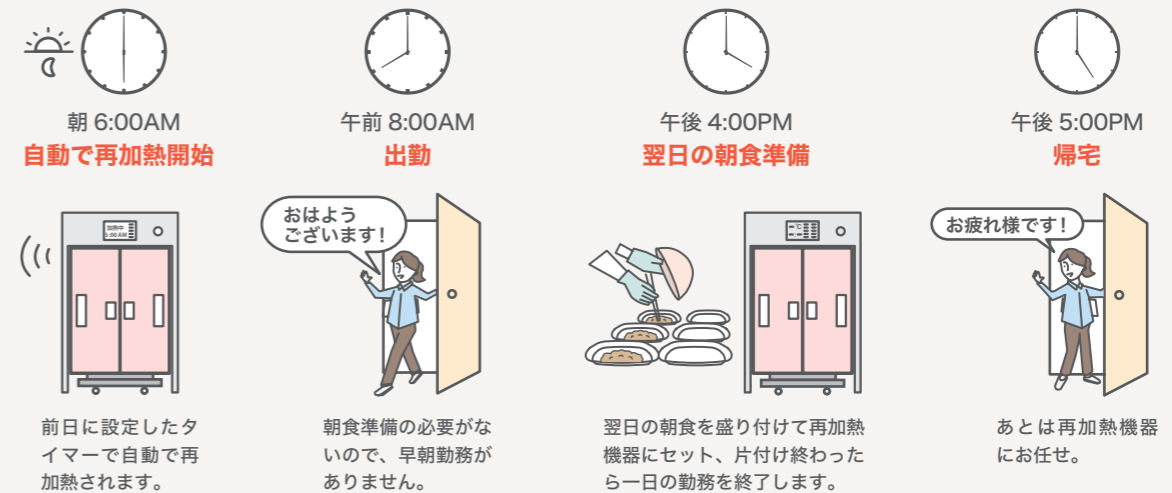 朝 6:00AM
自動で再加熱開始
加熱中
5:00 AM
前日に設定したタ
イマーで自動で再
加熱されます。
午前 8:00AM
出勤
おはよう
ございます!
朝食準備の必要がな
いので、早朝勤務が
ありません。
午後 4:00PM
翌日の朝食準備
翌日の朝食を盛り付けて再加熱
機器にセット、片付け終わった
ら一日の勤務を終了します。
午後 5:00PM
帰宅
お疲れ様です!
あとは再加熱機器
にお任せ。